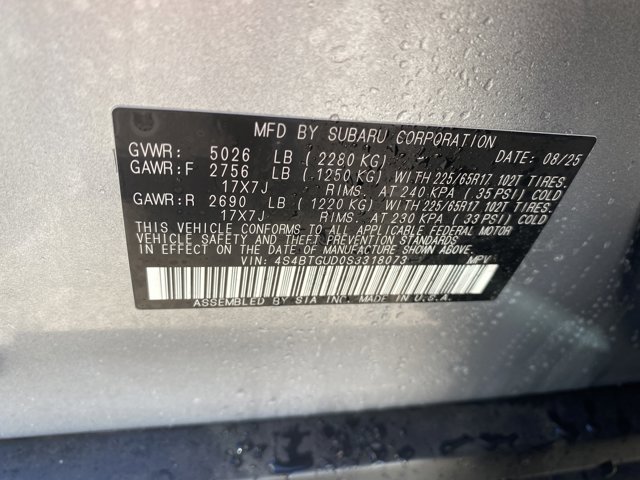 MFD BY SUBARU CORPORATION
GVWR: 5026 LB ( 2280 KG) DATE: 08/25
GAWR:F 2756 LB ( 1250 KG) WITH 225/65R17 102T TIRES.
17X7J RIMS. AT 240 KPA ( 35 PSI) COLD
GAWR:R 2690 LB ( 1220 KG) WITH 225/65R17 102T TIRES.
17X7J RIMS. AT 230 KPA ( 33 PSI) COLD
THIS VEHICLE CONFORMS TO ALL APPLICABLE FEDERAL MOTOR
VEHICLE SAFETY AND THEFT PREVENTION STANDARDS
IN EFFECT ON THE DATE OF MANUFACTURE SHOWN ABOVE.
VIN: 4S4BTGUD0S3318073 MPV
ASSEMBLED BY SIA INC. MADE IN U.S.A.